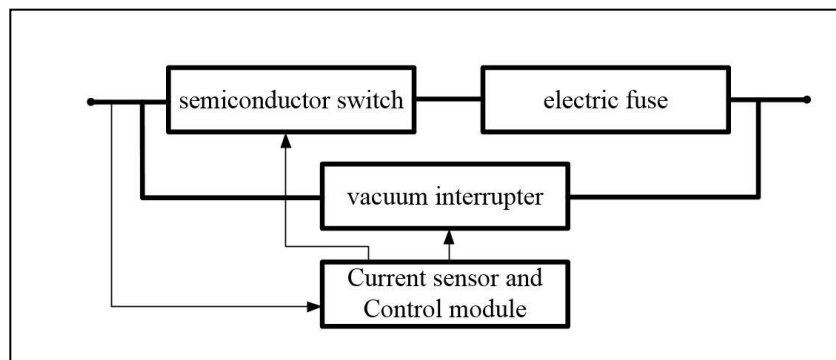 semiconductor switch
electric fuse
vacuum interrupter
Current sensor and
Control module